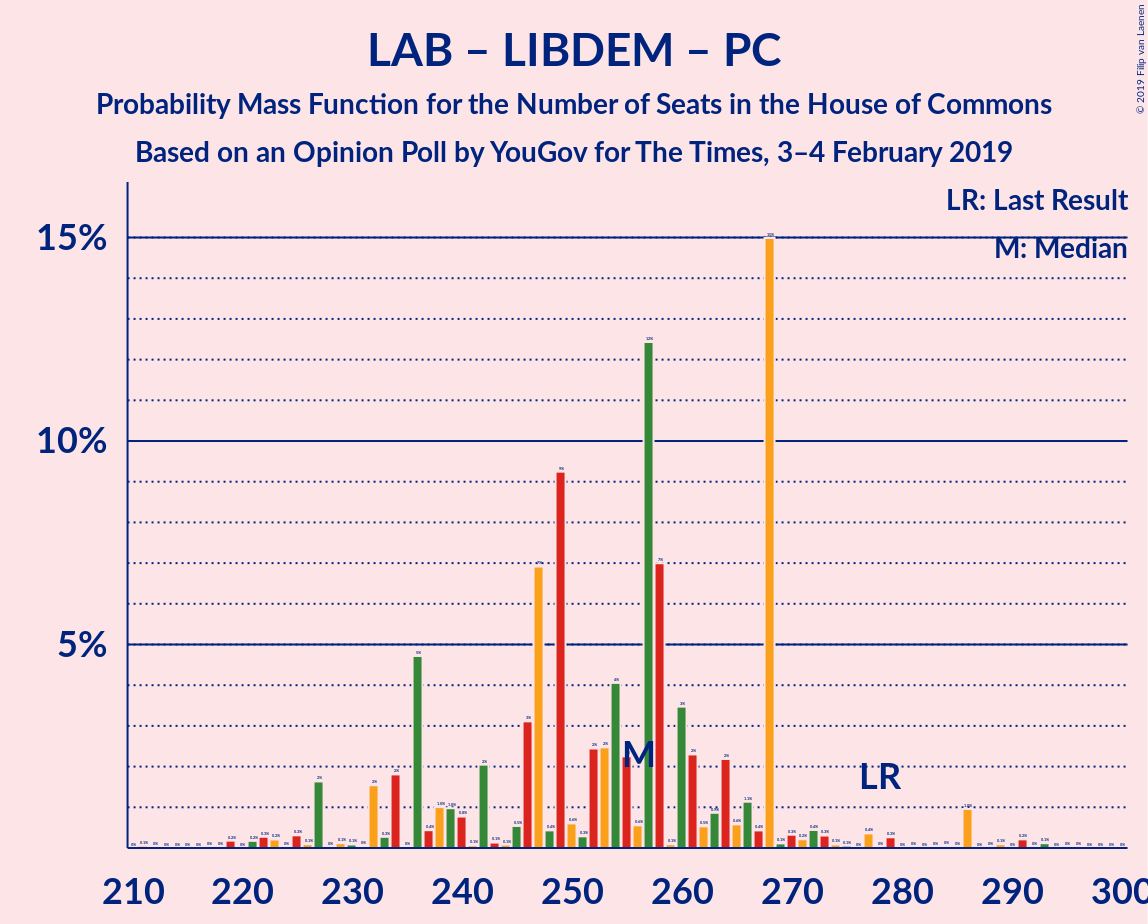 LAB – LIBDEM – PC
Probability Mass Function for the Number of Seats in the House of Commons
Based on an Opinion Poll by YouGov for The Times, 3–4 February 2019
© 2019 Filip van Laenen
LR: Last Result
M: Median
15%
10%
5%
M
LR
210 220 230 240 250 260 270 280 290 300